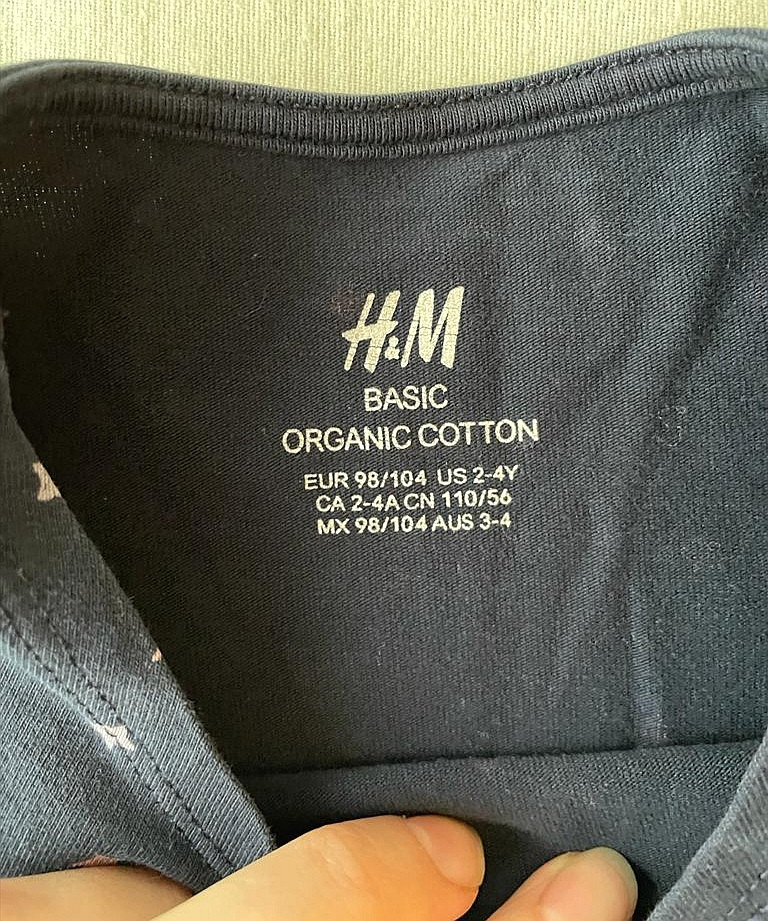 H&M
BASIC
ORGANIC COTTON
EUR 98/104 US 2-4Y
CA 2-4A CN 110/56
MX 98/104 AUS 3-4